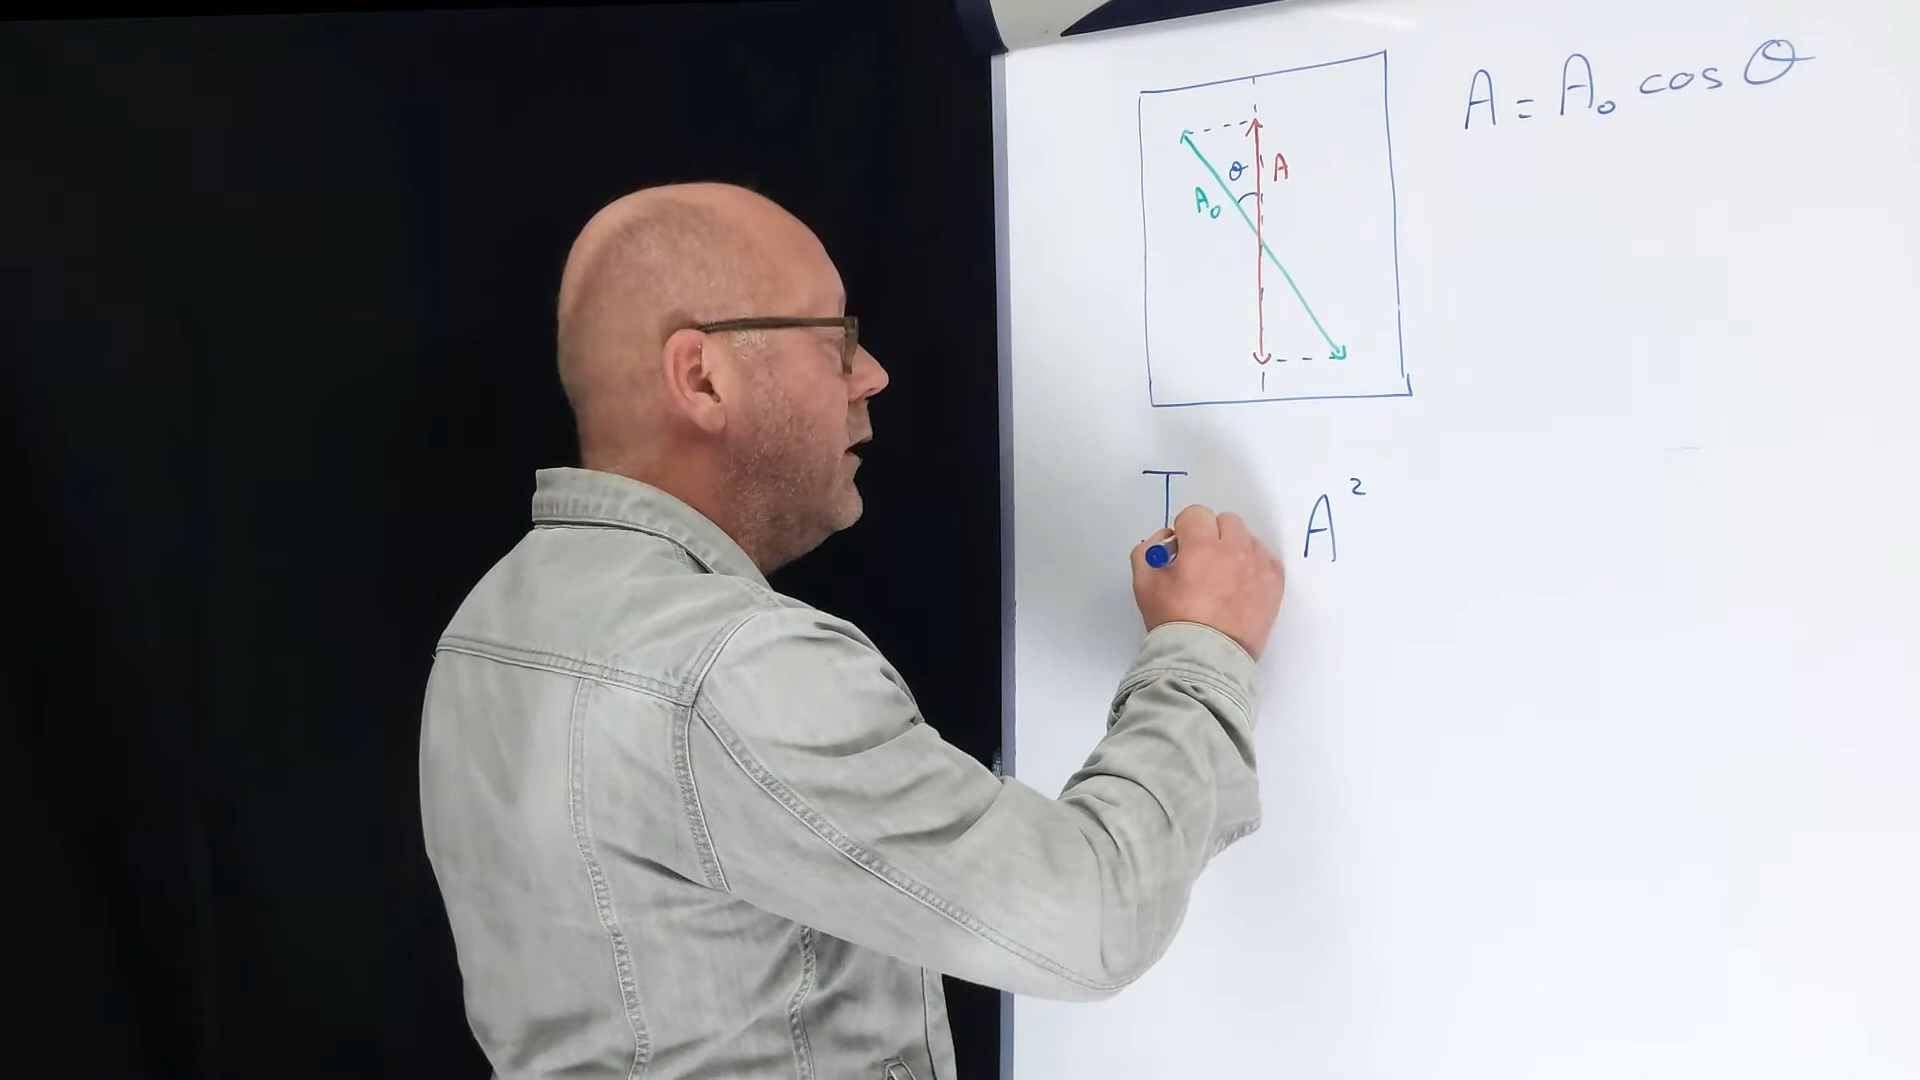 A = A₀ cos θ
θ A
A₀
I A²